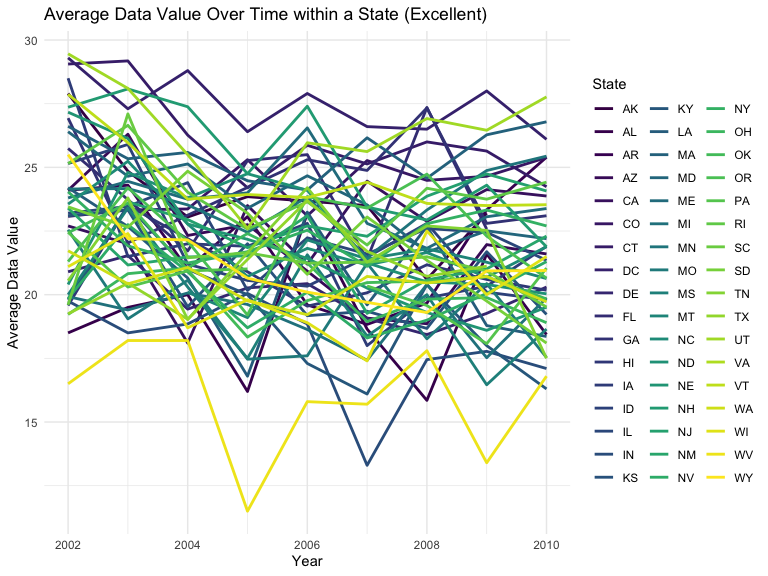 Average Data Value Over Time within a State (Excellent)
30
25
20
15
Average Data Value
2002
2004
2006
2008
2010
Year
State
AK
AL
AR
AZ
CA
CO
CT
DC
DE
FL
GA
HI
IA
ID
IL
IN
KS
KY
LA
MA
MD
ME
MI
MN
MO
MS
MT
NC
ND
NE
NH
NJ
NM
NV
NY
OH
OK
OR
PA
RI
SC
SD
TN
TX
UT
VA
VT
WA
WI
WV
WY